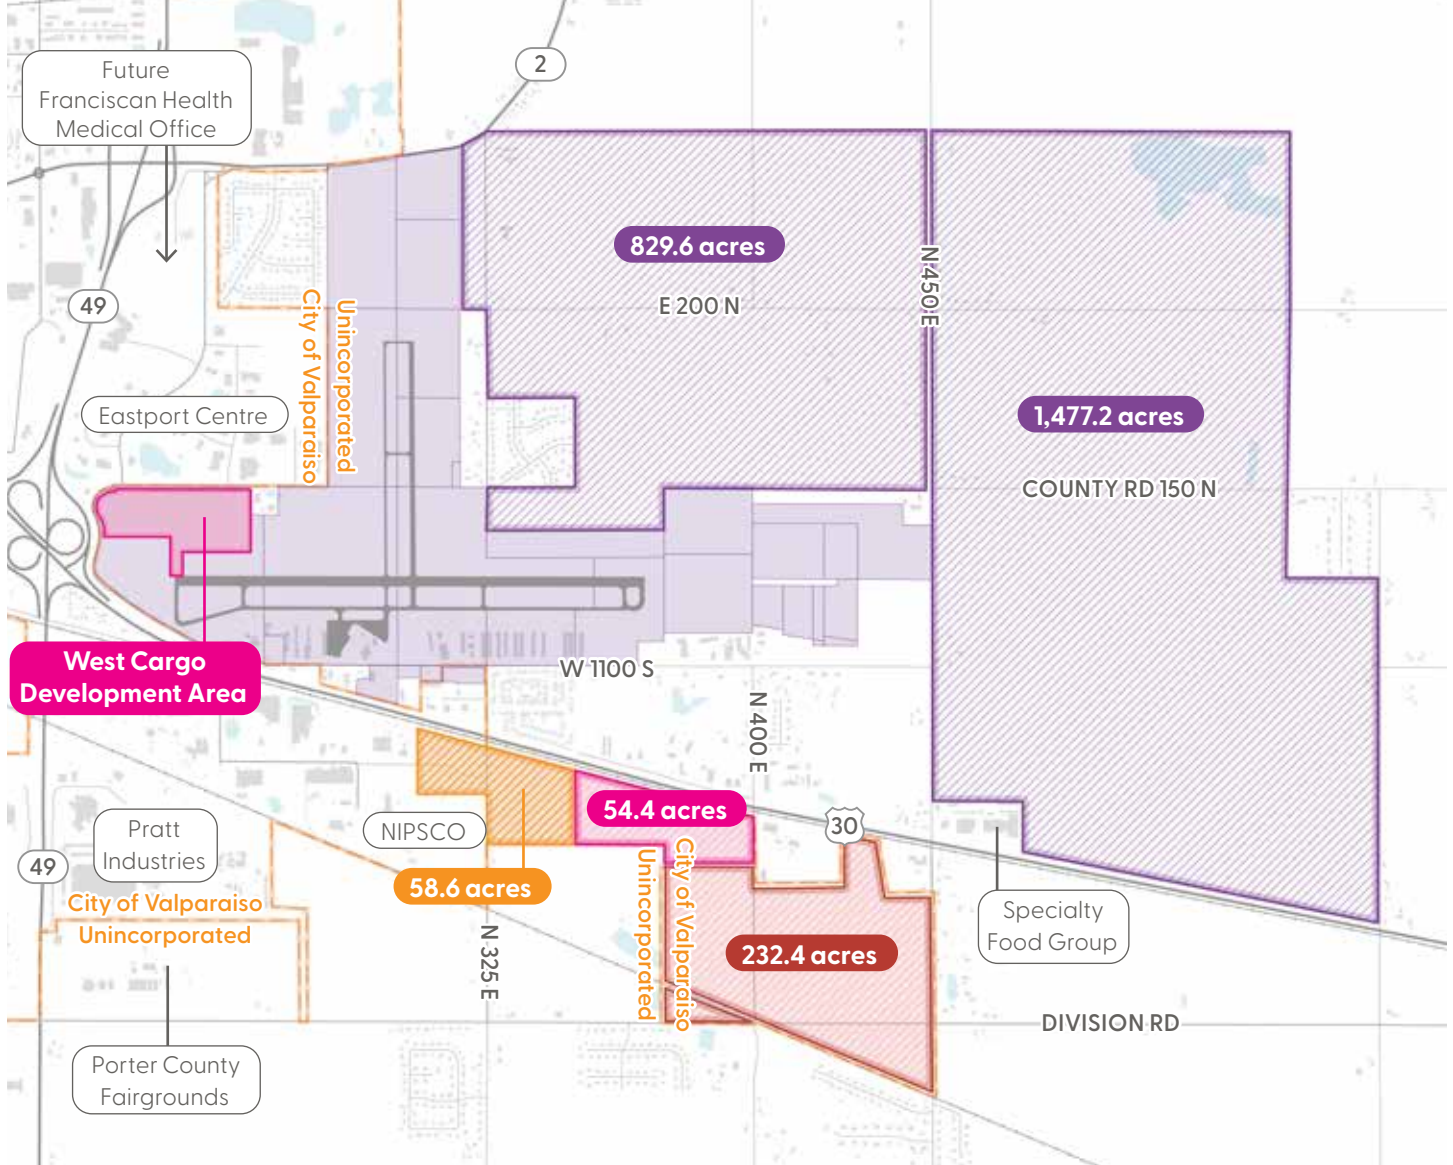 Future
Franciscan Health
Medical Office
2
829.6 acres
E 200 N
N 450 E
49
City of Valparaiso
Unincorporated
Eastport Centre
1,477.2 acres
COUNTY RD 150 N
West Cargo
Development Area
W 1100 S
N 400 E
54.4 acres
30
Pratt
Industries
NIPSCO
49
58.6 acres
City of Valparaiso
Unincorporated
Unincorporated
City of Valparaiso
Specialty
Food Group
232.4 acres
N 325 E
DIVISION RD
Porter County
Fairgrounds